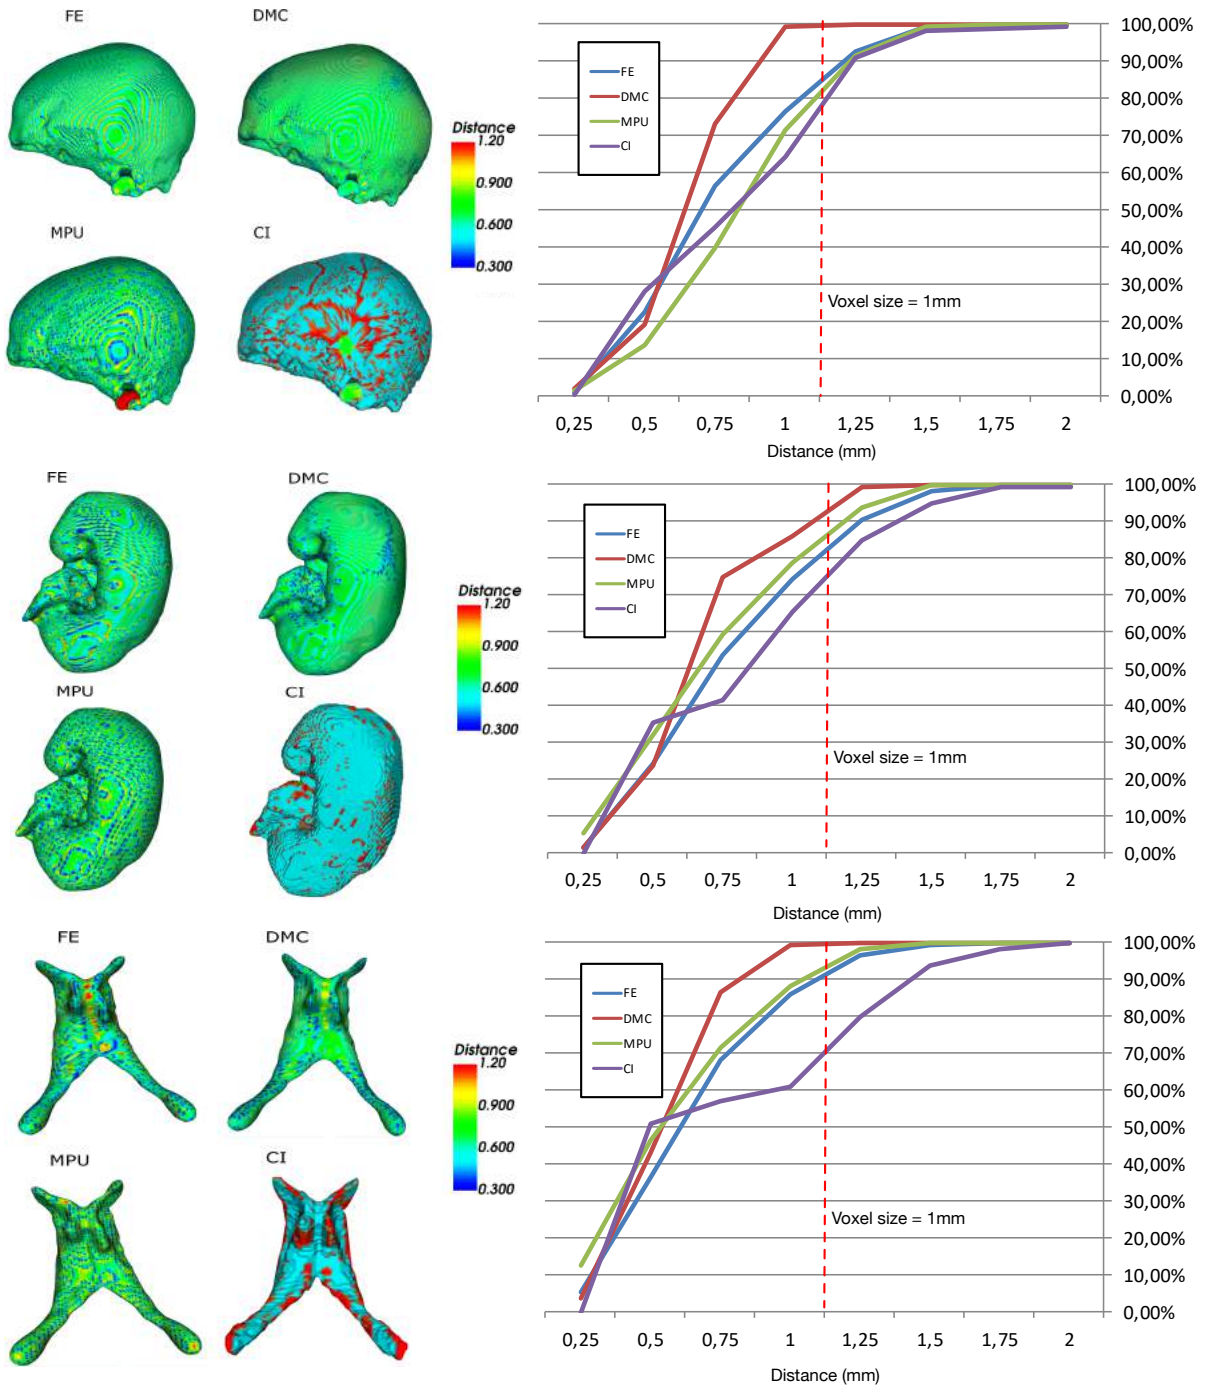 FE DMC
Distance
1.20
0.900
0.600
0.300
MPU CI
FE
DMC
MPU
CI
100,00%
90,00%
80,00%
70,00%
60,00%
50,00%
40,00%
30,00%
20,00%
10,00%
0,00%
Voxel size = 1mm
0,25 0,5 0,75 1 1,25 1,5 1,75 2
Distance (mm)
FE DMC
Distance
1.20
0.900
0.600
0.300
MPU CI
FE
DMC
MPU
CI
100,00%
90,00%
80,00%
70,00%
60,00%
50,00%
40,00%
30,00%
20,00%
10,00%
0,00%
Voxel size = 1mm
0,25 0,5 0,75 1 1,25 1,5 1,75 2
Distance (mm)
FE DMC
Distance
1.20
0.900
0.600
0.300
MPU CI
FE
DMC
MPU
CI
100,00%
90,00%
80,00%
70,00%
60,00%
50,00%
40,00%
30,00%
20,00%
10,00%
0,00%
Voxel size = 1mm
0,25 0,5 0,75 1 1,25 1,5 1,75 2
Distance (mm)